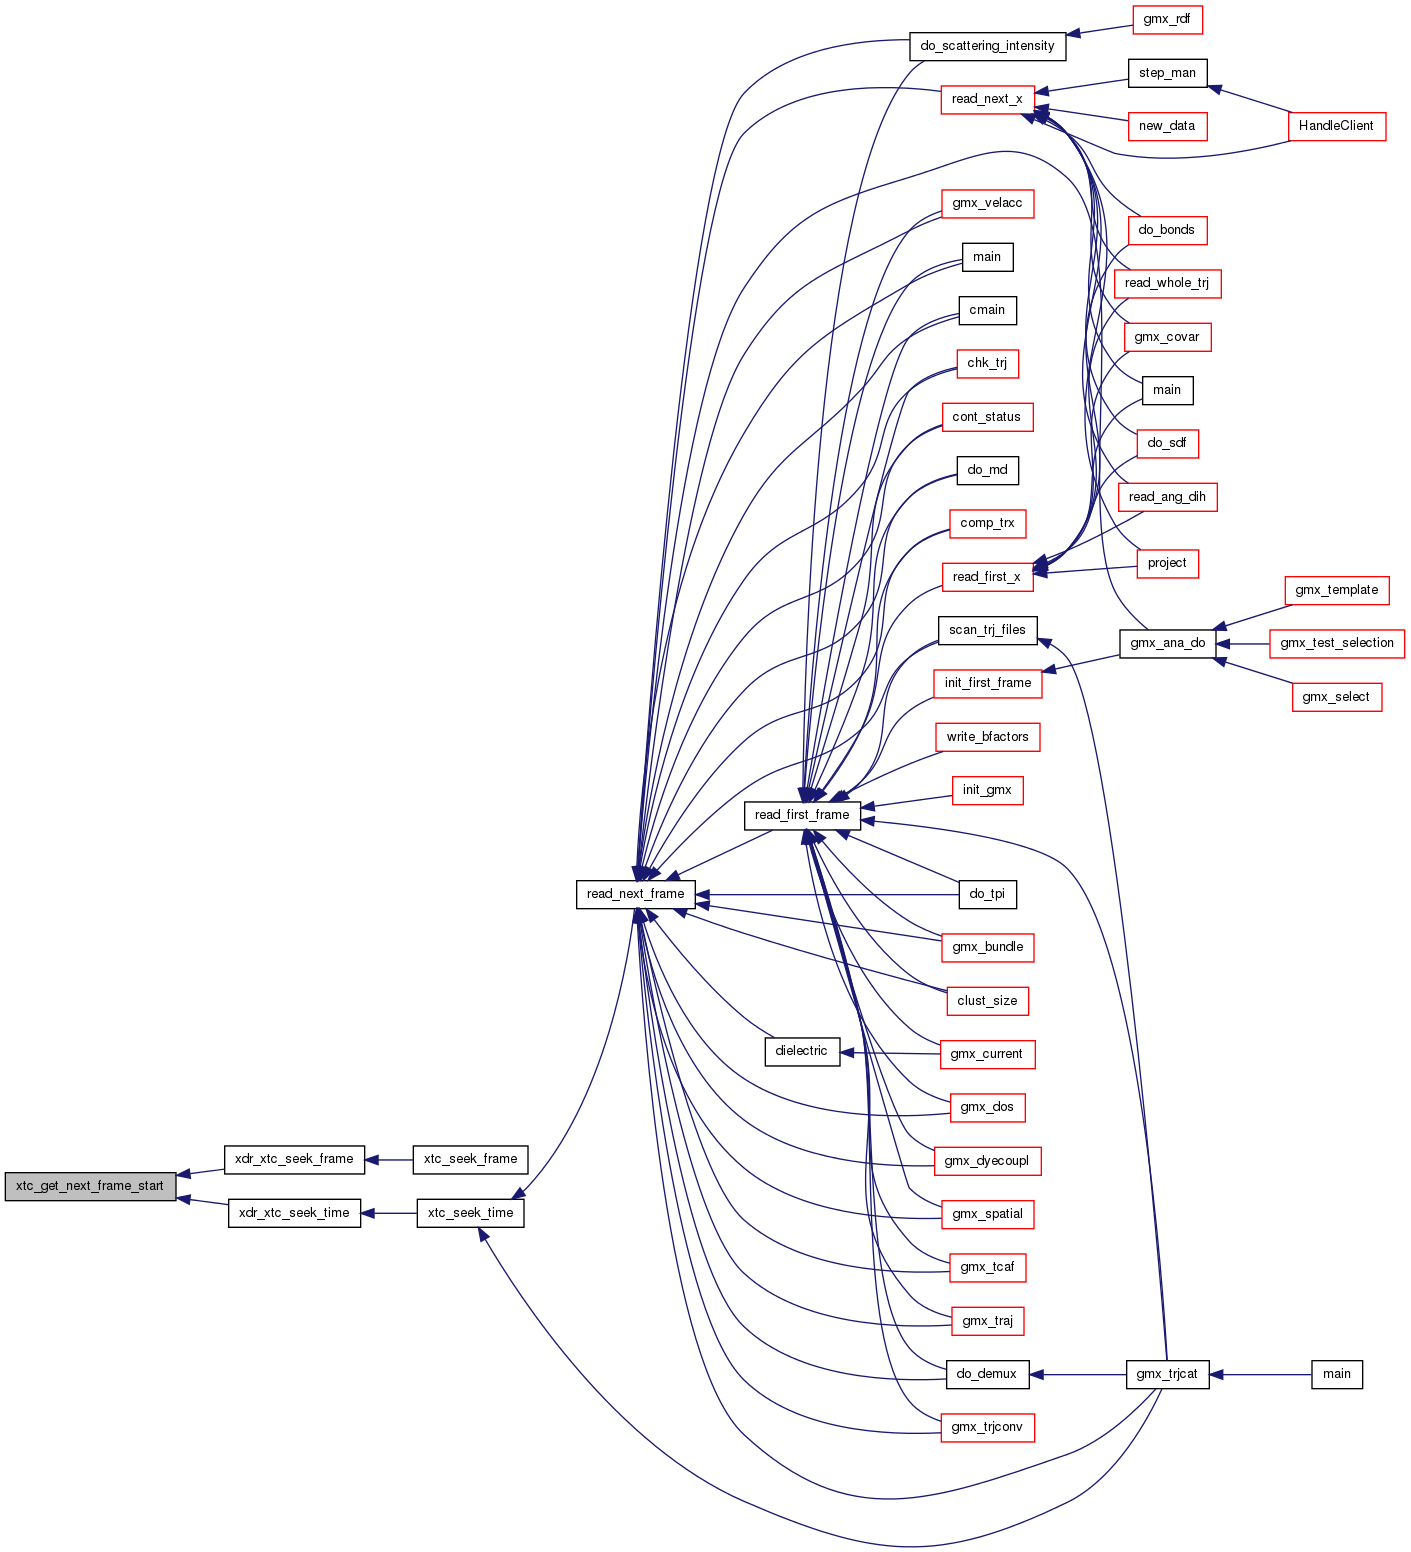 gmx_rdf
do_scattering_intensity
step_man
read_next_x
new_data
HandleClient
gmx_velacc
do_bonds
main
read_whole_trj
cmain
gmx_covar
chk_trj
main
cont_status
do_sdf
do_md
read_ang_dih
comp_trx
project
read_first_x
gmx_template
scan_trj_files
gmx_ana_do
gmx_test_selection
init_first_frame
gmx_select
write_bfactors
init_gmx
read_first_frame
read_next_frame
do_tpi
gmx_bundle
clust_size
dielectric
gmx_current
gmx_dos
xdr_xtc_seek_frame
xtc_seek_frame
gmx_dyecoupl
xtc_get_next_frame_start
xdr_xtc_seek_time
xtc_seek_time
gmx_spatial
gmx_tcaf
gmx_traj
do_demux
gmx_trjcat
main
gmx_trjconv